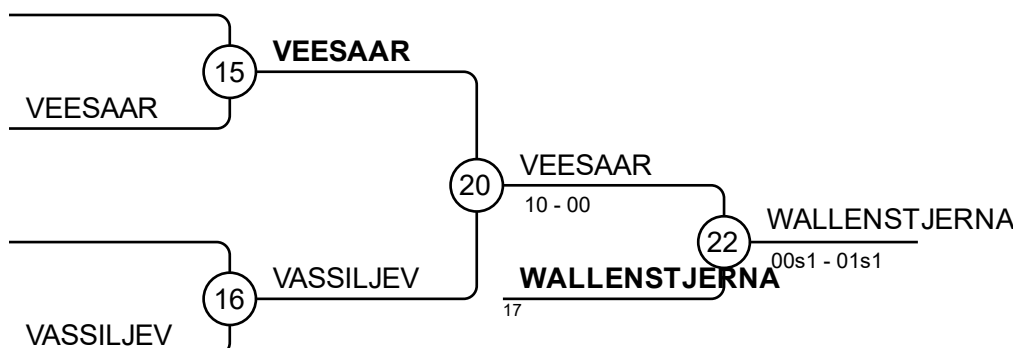 15
VEESAAR
VEESAAR
20
VEESAAR
10 - 00
22
WALLENSTJERNA
00s1 - 01s1
16
VASSILJEV
VASSILJEV
WALLENSTJERNA
17